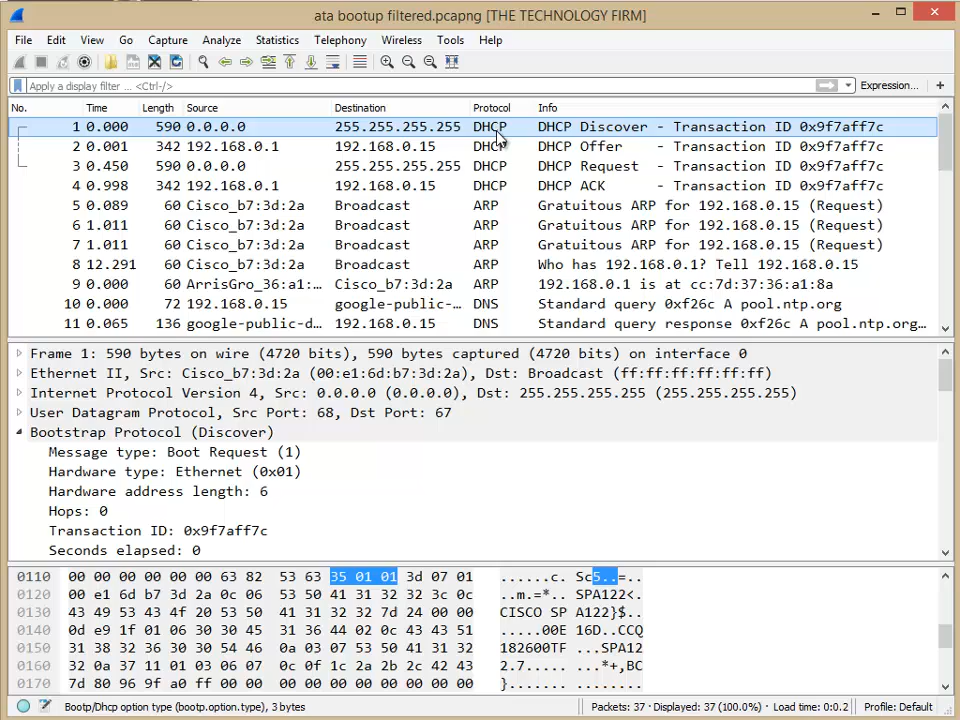 ata bootup filtered.pcapng [THE TECHNOLOGY FIRM]
File Edit View Go Capture Analyze Statistics Telephony Wireless Tools Help
Apply a display filter ... <Ctrl-/> Expression... +
No. Time Length Source Destination Protocol Info
1 0.000 590 0.0.0.0 255.255.255.255 DHCP DHCP Discover - Transaction ID 0x9f7aff7c
2 0.001 342 192.168.0.1 192.168.0.15 DHCP DHCP Offer - Transaction ID 0x9f7aff7c
3 0.450 590 0.0.0.0 255.255.255.255 DHCP DHCP Request - Transaction ID 0x9f7aff7c
4 0.998 342 192.168.0.1 192.168.0.15 DHCP DHCP ACK - Transaction ID 0x9f7aff7c
5 0.089 60 Cisco_b7:3d:2a Broadcast ARP Gratuitous ARP for 192.168.0.15 (Request)
6 1.011 60 Cisco_b7:3d:2a Broadcast ARP Gratuitous ARP for 192.168.0.15 (Request)
7 1.011 60 Cisco_b7:3d:2a Broadcast ARP Gratuitous ARP for 192.168.0.15 (Request)
8 12.291 60 Cisco_b7:3d:2a Broadcast ARP Who has 192.168.0.1? Tell 192.168.0.15
9 0.000 60 ArrisGro_36:a1:... Cisco_b7:3d:2a ARP 192.168.0.1 is at cc:7d:37:36:a1:8a
10 0.000 72 192.168.0.15 google-public-... DNS Standard query 0xf26c A pool.ntp.org
11 0.065 136 google-public-d... 192.168.0.15 DNS Standard query response 0xf26c A pool.ntp.org...
Frame 1: 590 bytes on wire (4720 bits), 590 bytes captured (4720 bits) on interface 0
Ethernet II, Src: Cisco_b7:3d:2a (00:e1:6d:b7:3d:2a), Dst: Broadcast (ff:ff:ff:ff:ff:ff)
Internet Protocol Version 4, Src: 0.0.0.0 (0.0.0.0), Dst: 255.255.255.255 (255.255.255.255)
User Datagram Protocol, Src Port: 68, Dst Port: 67
Bootstrap Protocol (Discover)
Message type: Boot Request (1)
Hardware type: Ethernet (0x01)
Hardware address length: 6
Hops: 0
Transaction ID: 0x9f7aff7c
Seconds elapsed: 0
0110 00 00 00 00 00 00 63 82 53 63 35 01 01 3d 07 01 ......c. Sc5..=..
0120 00 e1 6d b7 3d 2a 0c 06 53 50 41 31 32 32 3c 0c ..m.=*.. SPA122<.
0130 43 49 53 43 4f 20 53 50 41 31 32 32 7d 24 00 00 CISCO SP A122}$..
0140 0d e9 1f 01 06 30 30 45 31 36 44 02 0c 43 43 51 .....00E 16D..CCQ
0150 31 38 32 36 30 30 54 46 0a 03 07 53 50 41 31 32 182600TF ...SPA12
0160 32 0a 37 11 01 03 06 07 0c 0f 1c 2a 2b 2c 42 43 2.7..... ...*+,BC
0170 7d 80 96 9f a0 ff 00 00 00 00 00 00 00 00 00 00 }....... ........
Bootp/Dhcp option type (bootp.option.type), 3 bytes Packets: 37 · Displayed: 37 (100.0%) · Load time: 0:0.2 Profile: Default